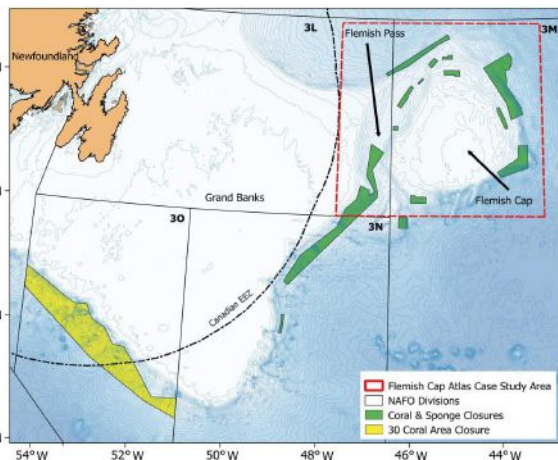 3L
3M
Flemish Pass
Newfoundland
Grand Banks
3O
3N
Flemish Cap
Canadian EEZ
Flemish Cap Atlas Case Study Area
NAFO Divisions
Coral & Sponge Closures
30 Coral Area Closure
54°W 52°W 50°W 48°W 46°W 44°W